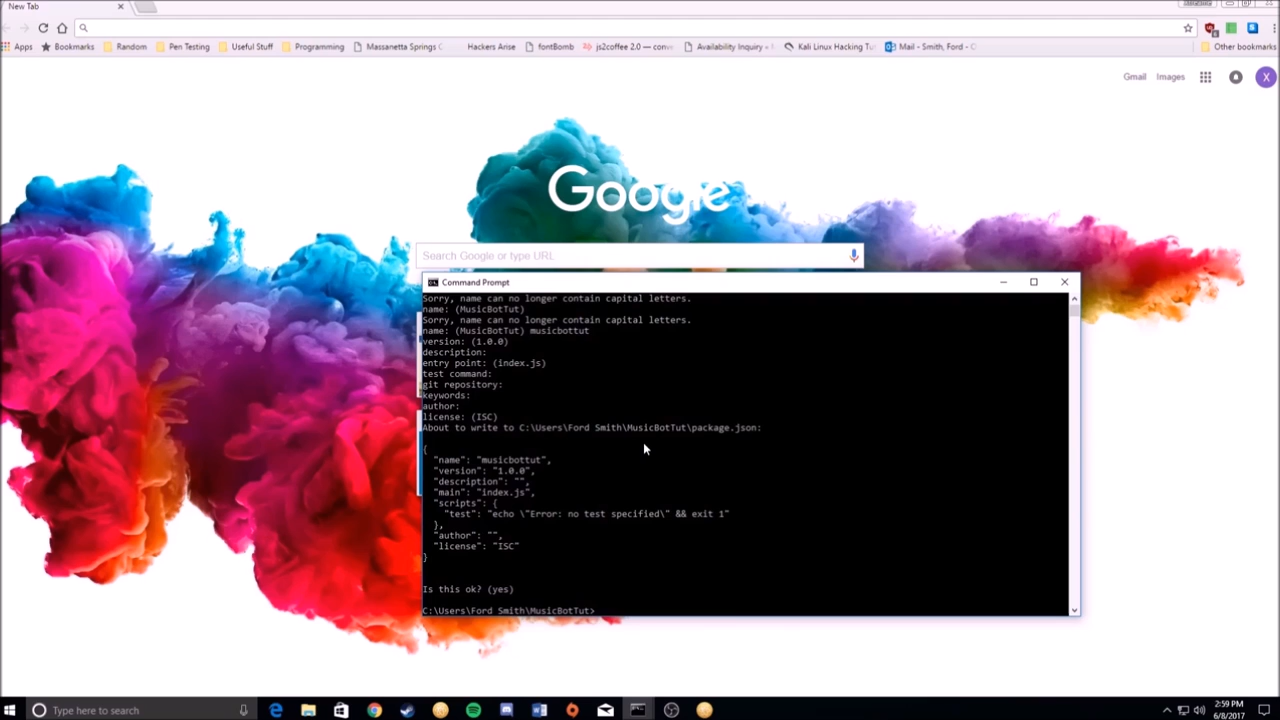 New Tab
Apps Bookmarks Random Pen Testing Useful Stuff Programming Massanetta Springs C Hackers Arise fontBomb js2coffee 2.0 — conv Availability Inquiry « Kali Linux Hacking Tu Mail - Smith, Ford - C Other bookmarks
Gmail Images X
Google
Search Google or type URL
Command Prompt
Sorry, name can no longer contain capital letters.
name: (MusicBotTut)
Sorry, name can no longer contain capital letters.
name: (MusicBotTut) musicbottut
version: (1.0.0)
description:
entry point: (index.js)
test command:
git repository:
keywords:
author:
license: (ISC)
About to write to C:\Users\Ford Smith\MusicBotTut\package.json:
{
"name": "musicbottut",
"version": "1.0.0",
"description": "",
"main": "index.js",
"scripts": {
"test": "echo \"Error: no test specified\" && exit 1"
},
"author": "",
"license": "ISC"
}
Is this ok? (yes)
C:\Users\Ford Smith\MusicBotTut>
Type here to search
2:59 PM
6/8/2017